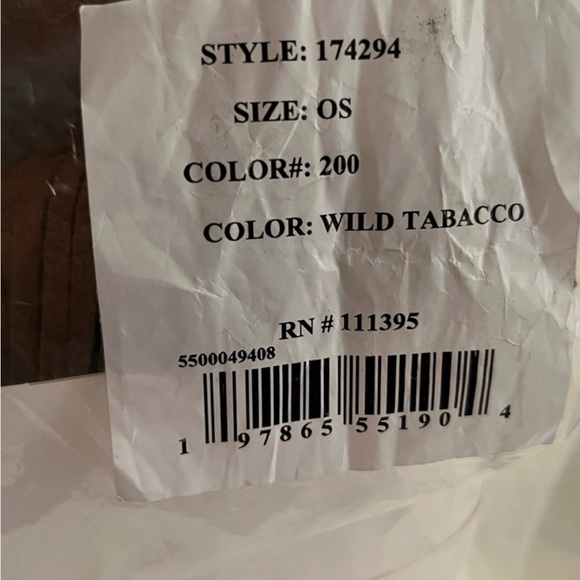 STYLE: 174294
SIZE: OS
COLOR#: 200
COLOR: WILD TABACCO
RN # 111395
5500049408
1 97865 55190 4